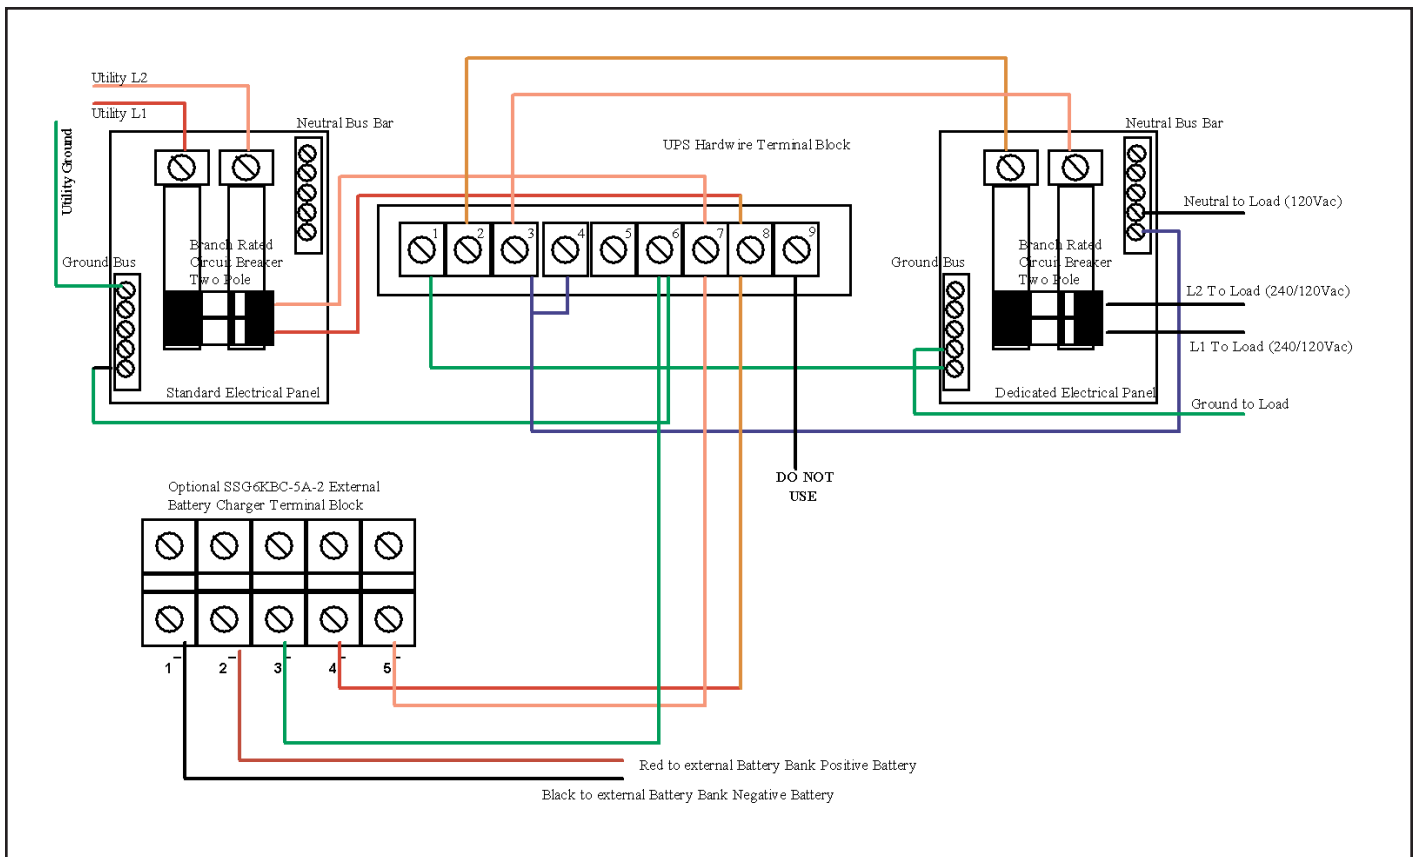 Utility L2
Utility L1
Utility Ground
Neutral Bus Bar
Ground Bus
Branch Rated
Circuit Breaker
Two Pole
Standard Electrical Panel
UPS Hardwire Terminal Block
1
2
3
4
5
6
7
8
9
DO NOT
USE
Neutral Bus Bar
Ground Bus
Branch Rated
Circuit Breaker
Two Pole
Dedicated Electrical Panel
Neutral to Load (120Vac)
L2 To Load (240/120Vac)
L1 To Load (240/120Vac)
Ground to Load
Optional SSG6KBC-5A-2 External
Battery Charger Terminal Block
1
2
3
4
5
Red to external Battery Bank Positive Battery
Black to external Battery Bank Negative Battery